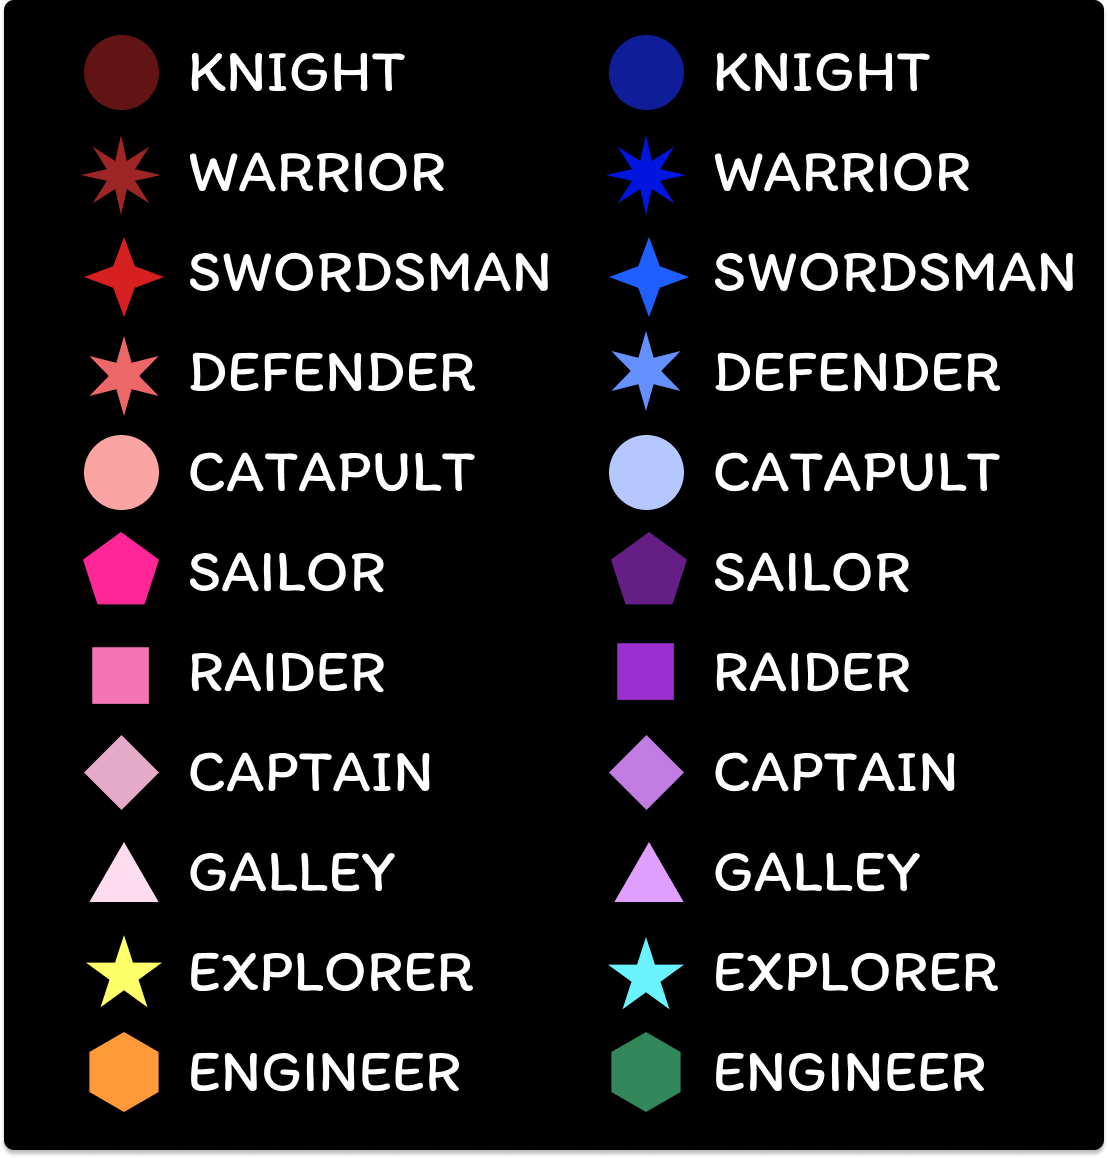 KNIGHT KNIGHT
WARRIOR WARRIOR
SWORDSMAN SWORDSMAN
DEFENDER DEFENDER
CATAPULT CATAPULT
SAILOR SAILOR
RAIDER RAIDER
CAPTAIN CAPTAIN
GALLEY GALLEY
EXPLORER EXPLORER
ENGINEER ENGINEER